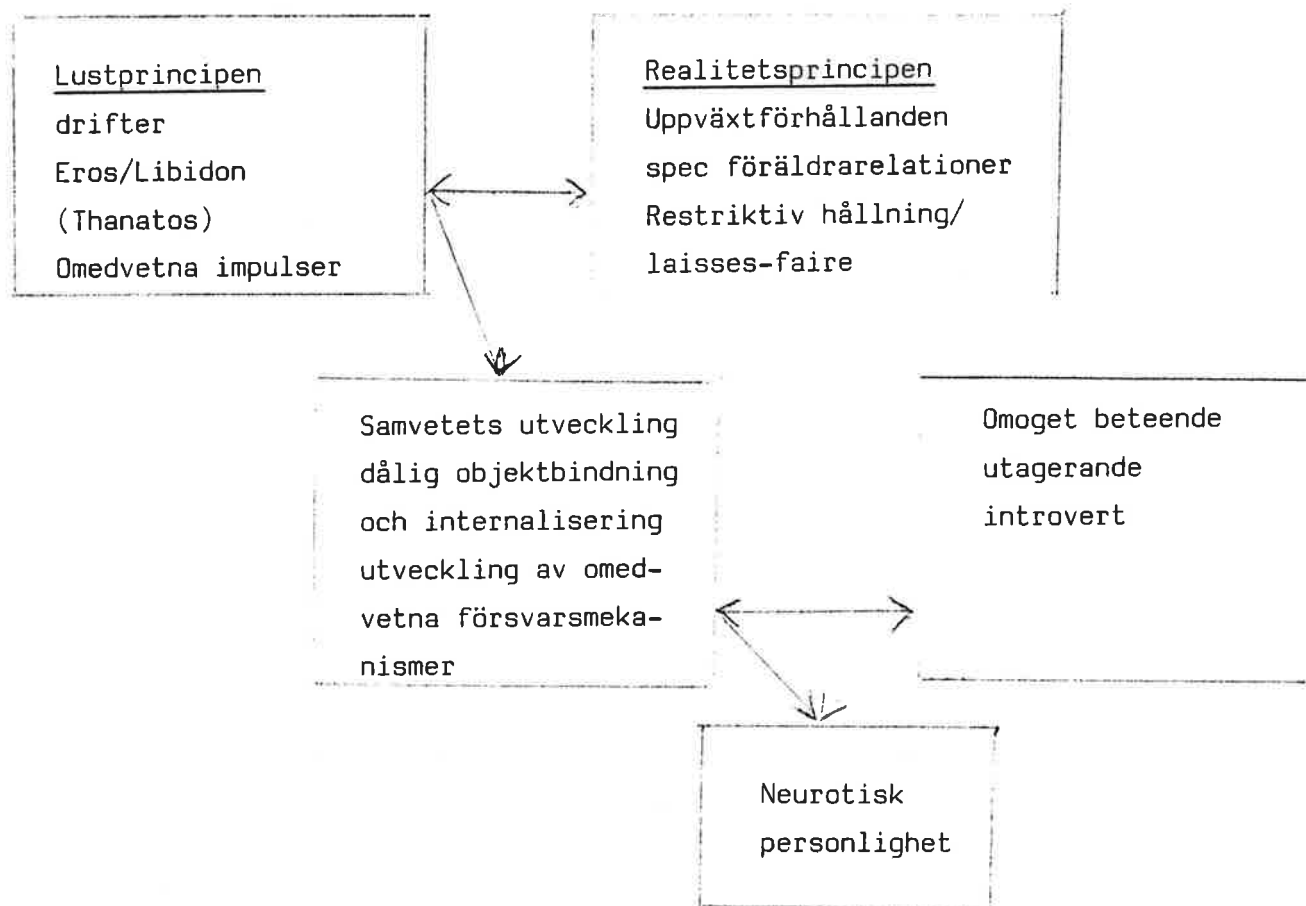 Lustprincipen
drifter
Eros/Libidon
(Thanatos)
Omedvetna impulser
Realitetsprincipen
Uppväxtförhållanden
spec föräldrarelationer
Restriktiv hållning/
laisses-faire
Samvetets utveckling
dålig objektbindning
och internalisering
utveckling av omed-
vetna försvarsmeka-
nismer
Omoget beteende
utagerande
introvert
Neurotisk
personlighet